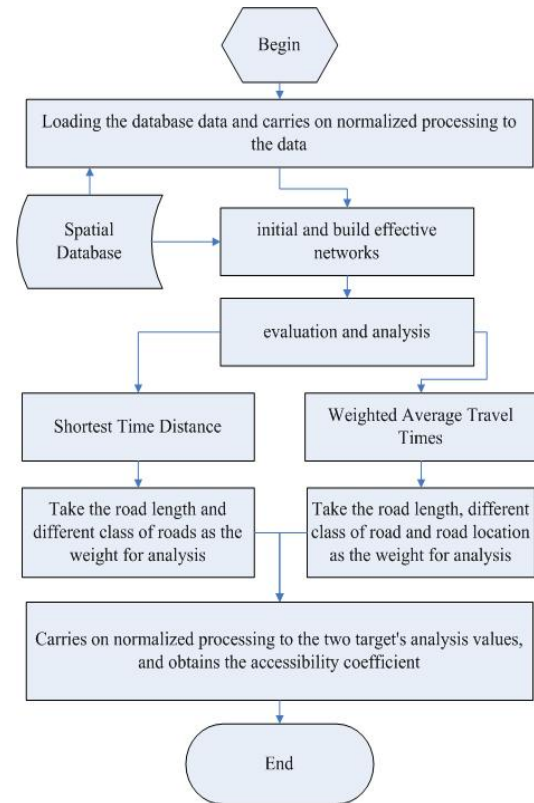 Begin
Loading the database data and carries on normalized processing to
the data
Spatial
Database
initial and build effective
networks
evaluation and analysis
Shortest Time Distance
Weighted Average Travel
Times
Take the road length and
different class of roads as the
weight for analysis
Take the road length, different
class of road and road location
as the weight for analysis
Carries on normalized processing to the two target's analysis values,
and obtains the accessibility coefficient
End